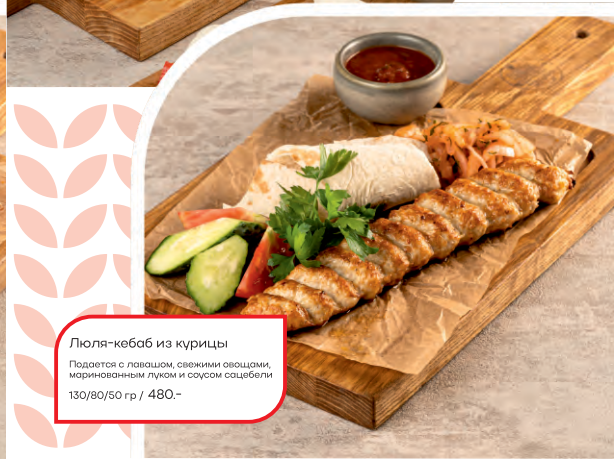 Люля-кебаб из курицы
Подается с лавашом, свежими овощами,
маринованным луком и соусом сацебели
130/80/50 гр / 480.-